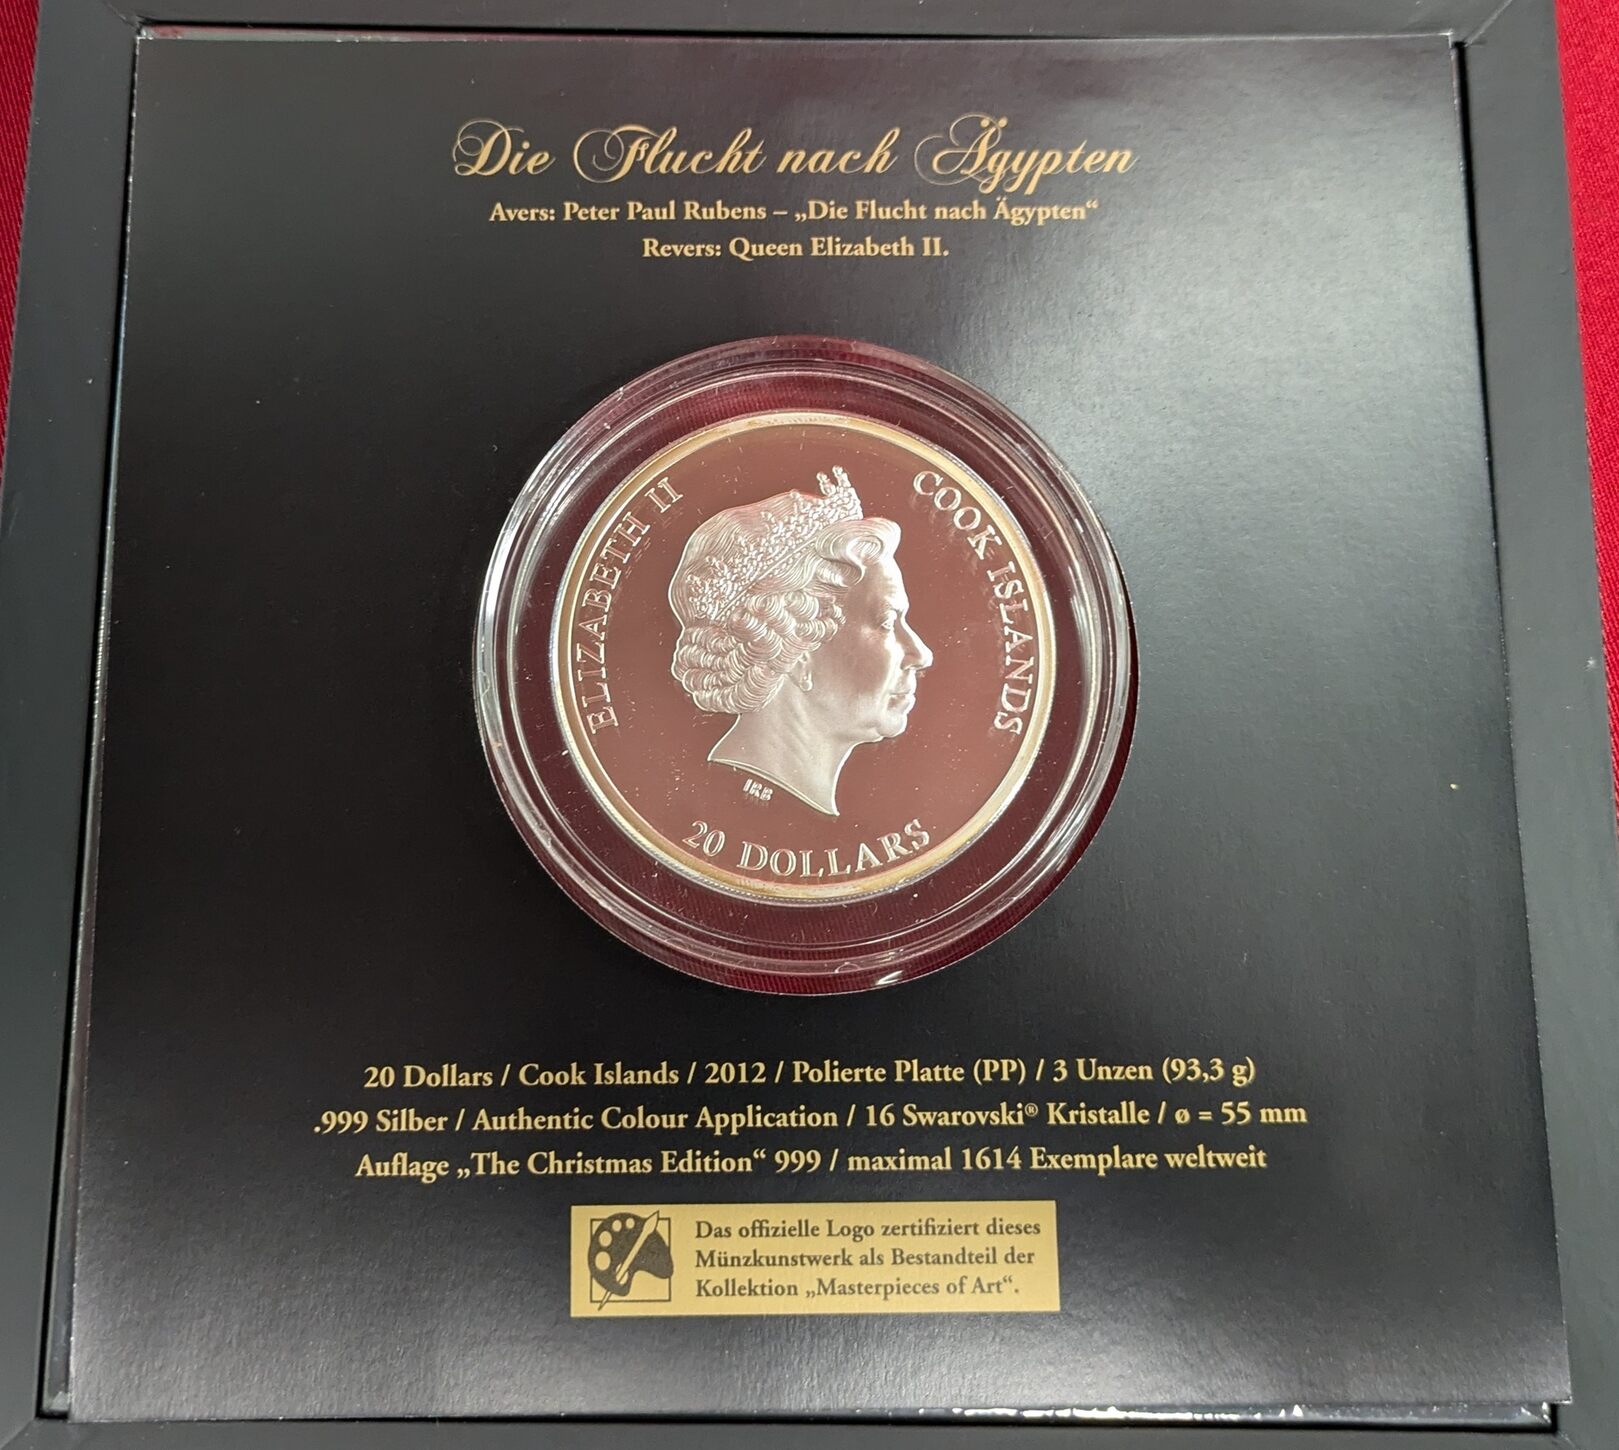 Die Flucht nach Ägypten
Avers: Peter Paul Rubens – „Die Flucht nach Ägypten“
Revers: Queen Elizabeth II.
ELIZABETH II
COOK ISLANDS
IRB
20 DOLLARS
20 Dollars / Cook Islands / 2012 / Polierte Platte (PP) / 3 Unzen (93,3 g)
.999 Silber / Authentic Colour Application / 16 Swarovski® Kristalle / ø = 55 mm
Auflage „The Christmas Edition“ 999 / maximal 1614 Exemplare weltweit
Das offizielle Logo zertifiziert dieses
Münzkunstwerk als Bestandteil der
Kollektion „Masterpieces of Art“.